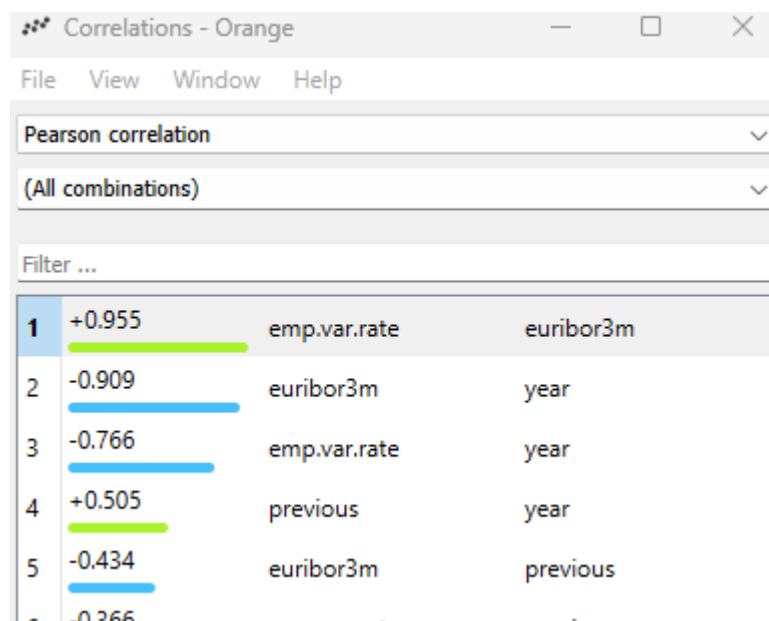 Correlations - Orange
File View Window Help
Pearson correlation
(All combinations)
Filter ...
1 +0.955 emp.var.rate euribor3m
2 -0.909 euribor3m year
3 -0.766 emp.var.rate year
4 +0.505 previous year
5 -0.434 euribor3m previous
-0.366